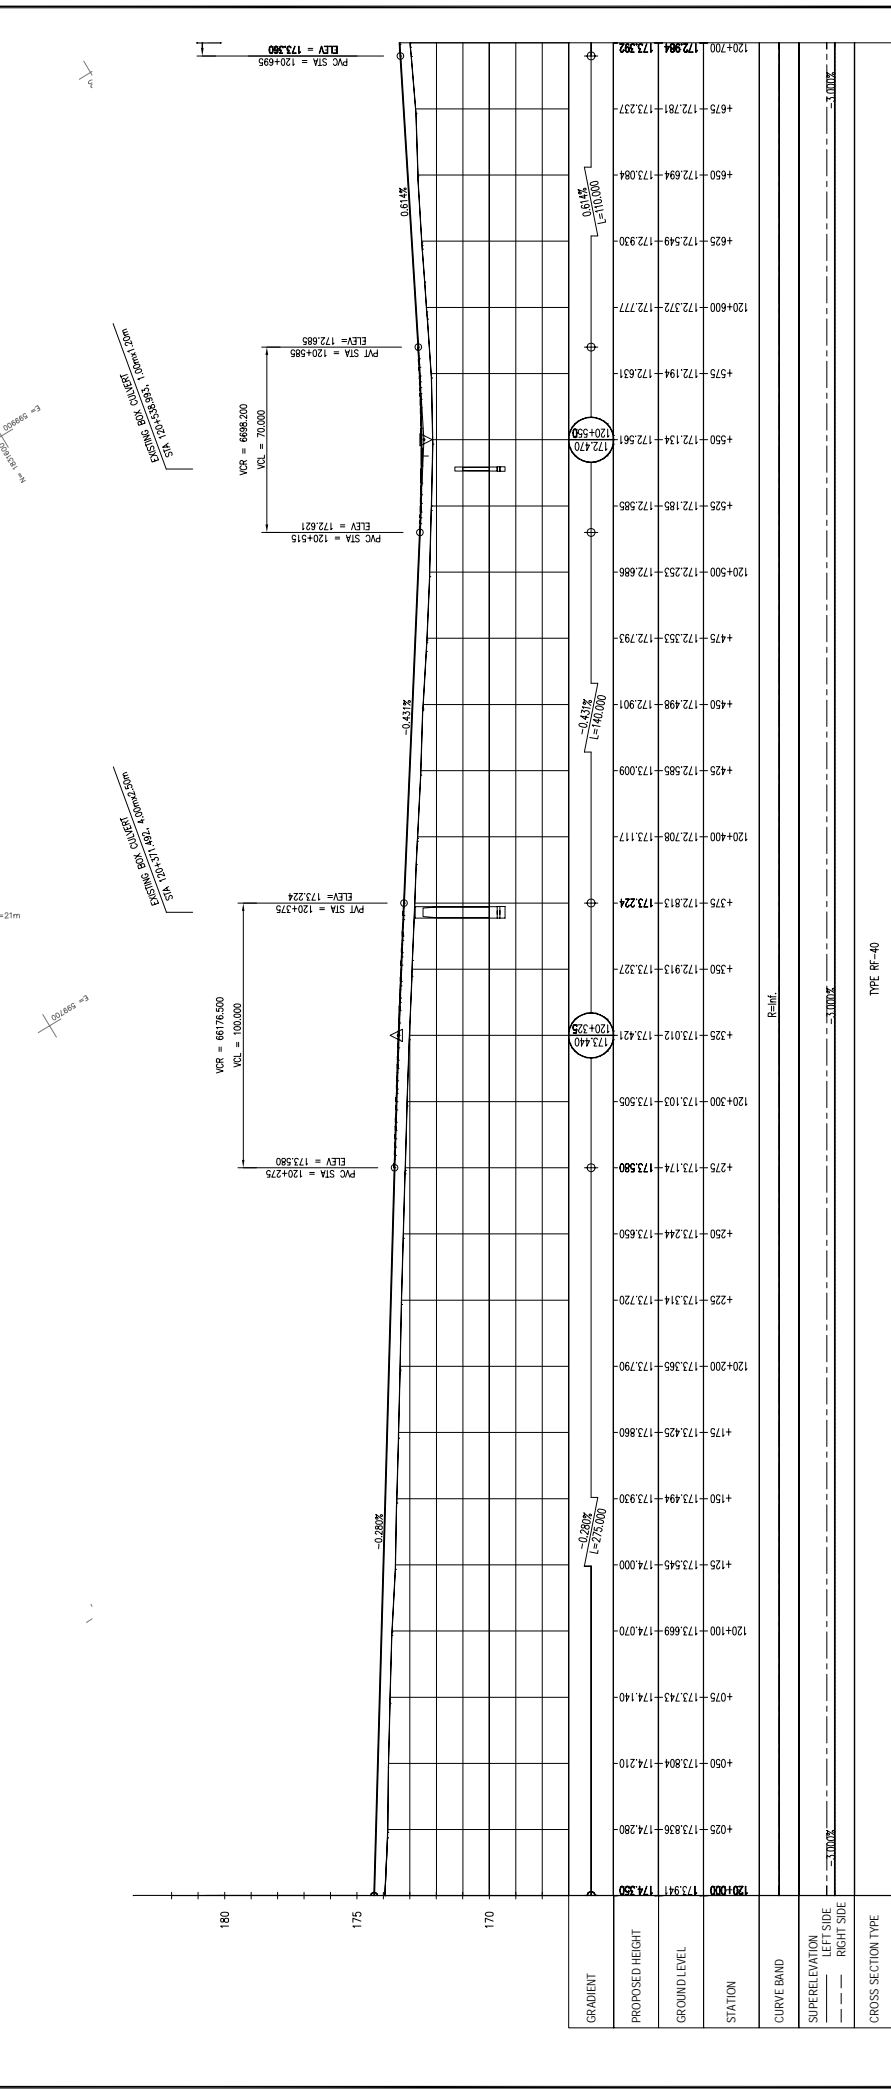 PVC STA = 120+695
ELEV = 173.360
0.614%
PVT STA = 120+585
ELEV= 172.685
VCR = 6698.200
VCL = 70.000
PVC STA = 120+515
ELEV = 172.621
EXISTING BOX CULVERT
STA 120+538.993, 1.00mx1.20m
E= 599900
N= 1831600
-0.431%
EXISTING BOX CULVERT
STA 120+371.492, 4.00mx2.50m
PVT STA = 120+375
ELEV= 173.224
VCR = 66176.500
VCL = 100.000
PVC STA = 120+275
ELEV = 173.580
=21m
E= 599700
-0.280%
180
175
170
GRADIENT
-0.280%
L=275.000
120+325
173.440
-0.431%
L=140.000
120+550
172.470
0.614%
L=110.000
PROPOSED HEIGHT
174.350
174.280
174.210
174.140
174.070
174.000
173.930
173.860
173.790
173.720
173.650
173.580
173.505
173.421
173.327
173.224
173.117
173.009
172.901
172.793
172.686
172.585
172.561
172.631
172.777
172.930
173.084
173.237
173.392
GROUND LEVEL
173.941
173.836
173.804
173.743
173.669
173.545
173.494
173.425
173.365
173.314
173.244
173.174
173.103
173.012
172.913
172.813
172.708
172.585
172.498
172.353
172.253
172.185
172.134
172.194
172.372
172.549
172.694
172.781
172.984
STATION
120+000
+025
+050
+075
120+100
+125
+150
+175
120+200
+225
+250
+275
120+300
+325
+350
+375
120+400
+425
+450
+475
120+500
+525
+550
+575
120+600
+625
+650
+675
120+700
CURVE BAND
R=Inf.
SUPERELEVATION
LEFT SIDE
RIGHT SIDE
-3.000%
-3.000%
-3.000%
CROSS SECTION TYPE
TYPE RF-40